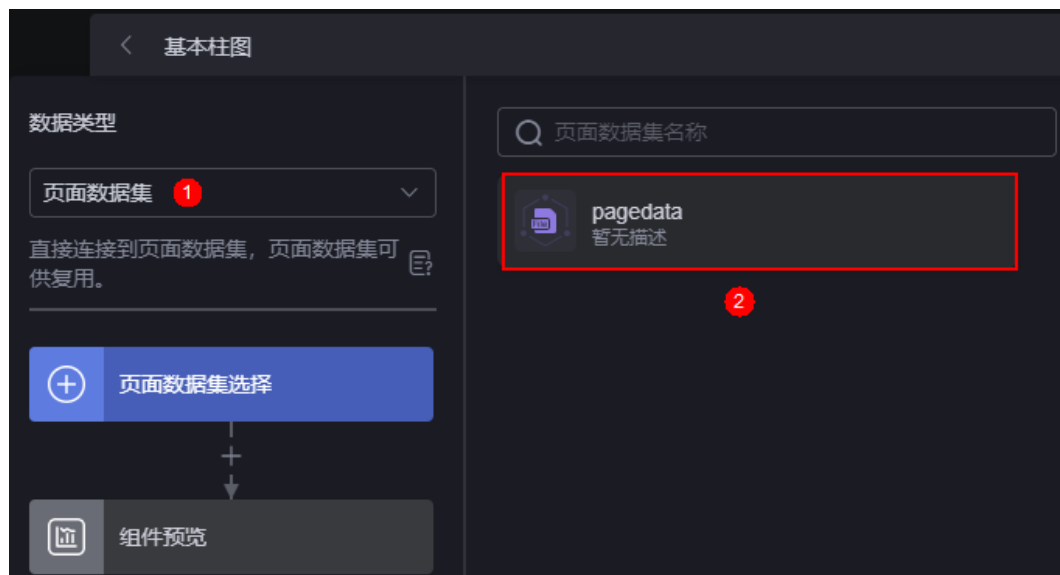 基本柱图
数据类型
页面数据集 1
直接连接到页面数据集，页面数据集可
供复用。
页面数据集选择
组件预览
页面数据集名称
File
pagedata
暂无描述
2